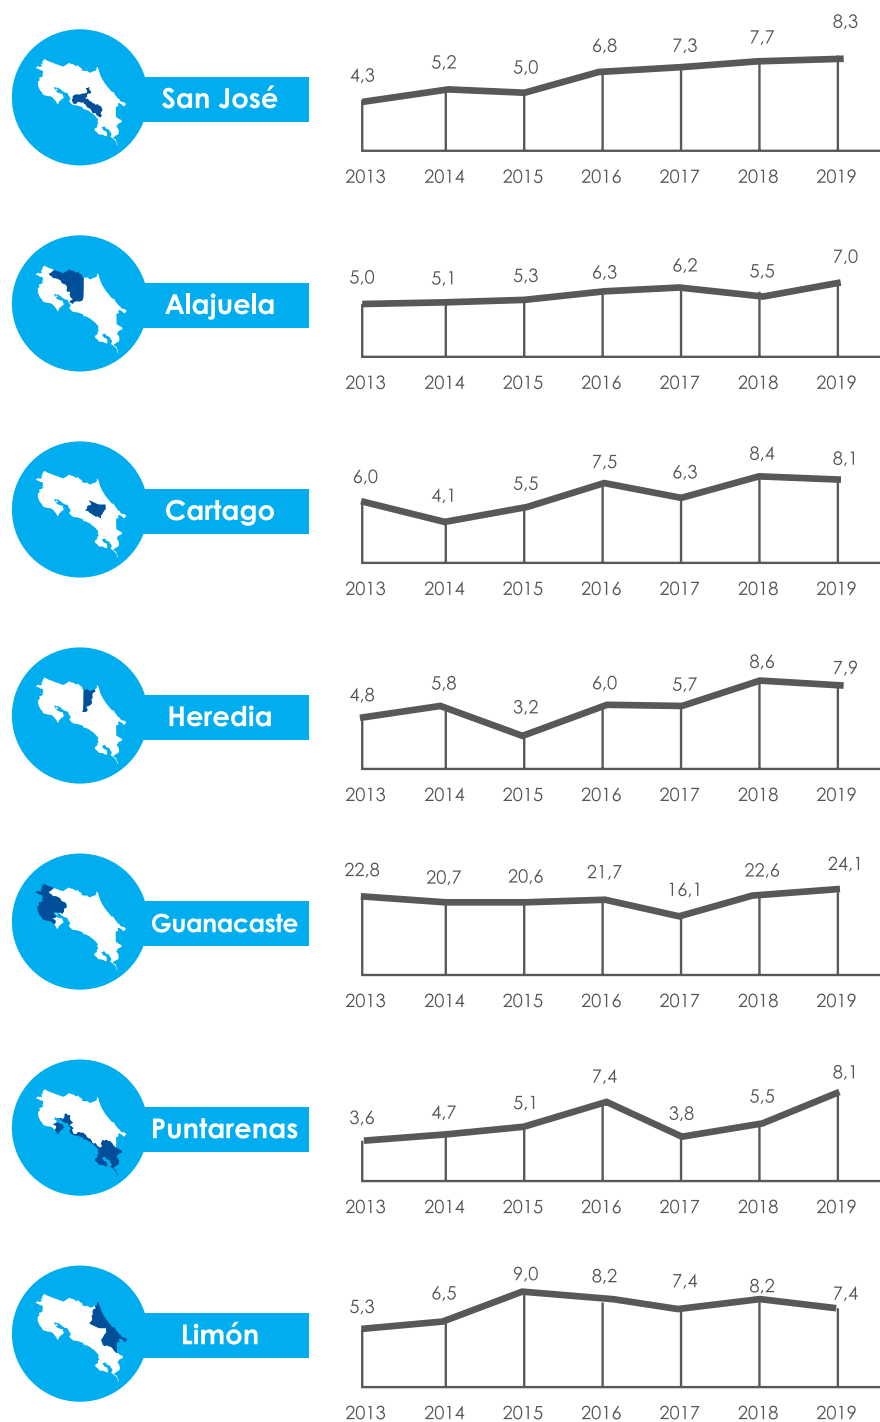 San José
4,3 5,2 5,0 6,8 7,3 7,7 8,3
2013 2014 2015 2016 2017 2018 2019
Alajuela
5,0 5,1 5,3 6,3 6,2 5,5 7,0
2013 2014 2015 2016 2017 2018 2019
Cartago
6,0 4,1 5,5 7,5 6,3 8,4 8,1
2013 2014 2015 2016 2017 2018 2019
Heredia
4,8 5,8 3,2 6,0 5,7 8,6 7,9
2013 2014 2015 2016 2017 2018 2019
Guanacaste
22,8 20,7 20,6 21,7 16,1 22,6 24,1
2013 2014 2015 2016 2017 2018 2019
Puntarenas
3,6 4,7 5,1 7,4 3,8 5,5 8,1
2013 2014 2015 2016 2017 2018 2019
Limón
5,3 6,5 9,0 8,2 7,4 8,2 7,4
2013 2014 2015 2016 2017 2018 2019